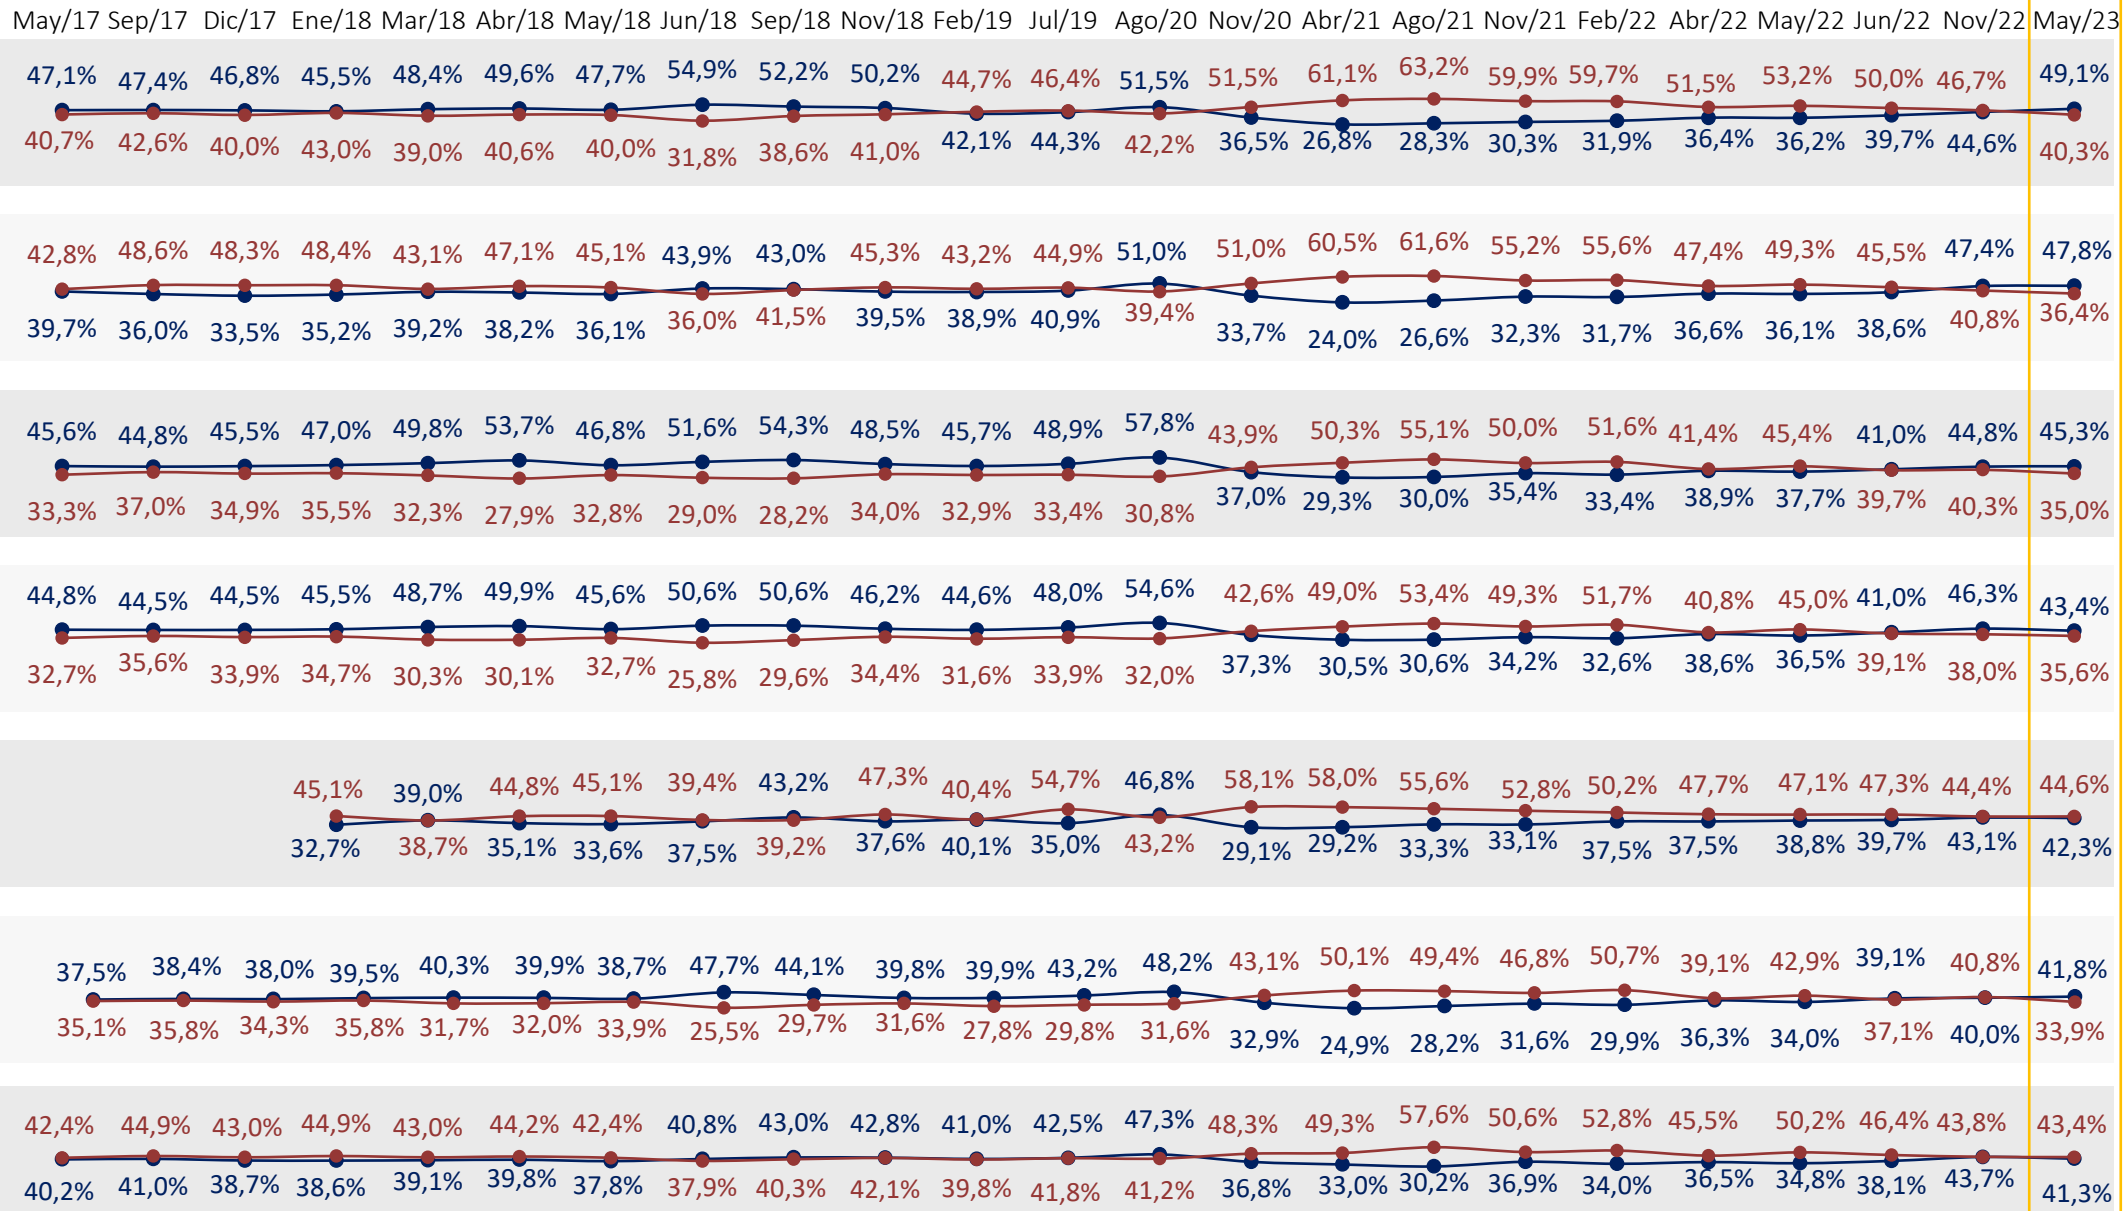 May/17 Sep/17 Dic/17 Ene/18 Mar/18 Abr/18 May/18 Jun/18 Sep/18 Nov/18 Feb/19 Jul/19 Ago/20 Nov/20 Abr/21 Ago/21 Nov/21 Feb/22 Abr/22 May/22 Jun/22 Nov/22 May/23
47,1% 47,4% 46,8% 45,5% 48,4% 49,6% 47,7% 54,9% 52,2% 50,2% 44,7% 46,4% 51,5% 51,5% 61,1% 63,2% 59,9% 59,7% 51,5% 53,2% 50,0% 46,7% 49,1%
40,7% 42,6% 40,0% 43,0% 39,0% 40,6% 40,0% 31,8% 38,6% 41,0% 42,1% 44,3% 42,2% 36,5% 26,8% 28,3% 30,3% 31,9% 36,4% 36,2% 39,7% 44,6% 40,3%
42,8% 48,6% 48,3% 48,4% 43,1% 47,1% 45,1% 43,9% 43,0% 45,3% 43,2% 44,9% 51,0% 51,0% 60,5% 61,6% 55,2% 55,6% 47,4% 49,3% 45,5% 47,4% 47,8%
39,7% 36,0% 33,5% 35,2% 39,2% 38,2% 36,1% 36,0% 41,5% 39,5% 38,9% 40,9% 39,4% 33,7% 24,0% 26,6% 32,3% 31,7% 36,6% 36,1% 38,6% 40,8% 36,4%
45,6% 44,8% 45,5% 47,0% 49,8% 53,7% 46,8% 51,6% 54,3% 48,5% 45,7% 48,9% 57,8% 43,9% 50,3% 55,1% 50,0% 51,6% 41,4% 45,4% 41,0% 44,8% 45,3%
33,3% 37,0% 34,9% 35,5% 32,3% 27,9% 32,8% 29,0% 28,2% 34,0% 32,9% 33,4% 30,8% 37,0% 29,3% 30,0% 35,4% 33,4% 38,9% 37,7% 39,7% 40,3% 35,0%
44,8% 44,5% 44,5% 45,5% 48,7% 49,9% 45,6% 50,6% 50,6% 46,2% 44,6% 48,0% 54,6% 42,6% 49,0% 53,4% 49,3% 51,7% 40,8% 45,0% 41,0% 46,3% 43,4%
32,7% 35,6% 33,9% 34,7% 30,3% 30,1% 32,7% 25,8% 29,6% 34,4% 31,6% 33,9% 32,0% 37,3% 30,5% 30,6% 34,2% 32,6% 38,6% 36,5% 39,1% 38,0% 35,6%
45,1% 39,0% 44,8% 45,1% 39,4% 43,2% 47,3% 40,4% 54,7% 46,8% 58,1% 58,0% 55,6% 52,8% 50,2% 47,7% 47,1% 47,3% 44,4% 44,6%
32,7% 38,7% 35,1% 33,6% 37,5% 39,2% 37,6% 40,1% 35,0% 43,2% 29,1% 29,2% 33,3% 33,1% 37,5% 37,5% 38,8% 39,7% 43,1% 42,3%
37,5% 38,4% 38,0% 39,5% 40,3% 39,9% 38,7% 47,7% 44,1% 39,8% 39,9% 43,2% 48,2% 43,1% 50,1% 49,4% 46,8% 50,7% 39,1% 42,9% 39,1% 40,8% 41,8%
35,1% 35,8% 34,3% 35,8% 31,7% 32,0% 33,9% 25,5% 29,7% 31,6% 27,8% 29,8% 31,6% 32,9% 24,9% 28,2% 31,6% 29,9% 36,3% 34,0% 37,1% 40,0% 33,9%
42,4% 44,9% 43,0% 44,9% 43,0% 44,2% 42,4% 40,8% 43,0% 42,8% 41,0% 42,5% 47,3% 48,3% 49,3% 57,6% 50,6% 52,8% 45,5% 50,2% 46,4% 43,8% 43,4%
40,2% 41,0% 38,7% 38,6% 39,1% 39,8% 37,8% 37,9% 40,3% 42,1% 39,8% 41,8% 41,2% 36,8% 33,0% 30,2% 36,9% 34,0% 36,5% 34,8% 38,1% 43,7% 41,3%